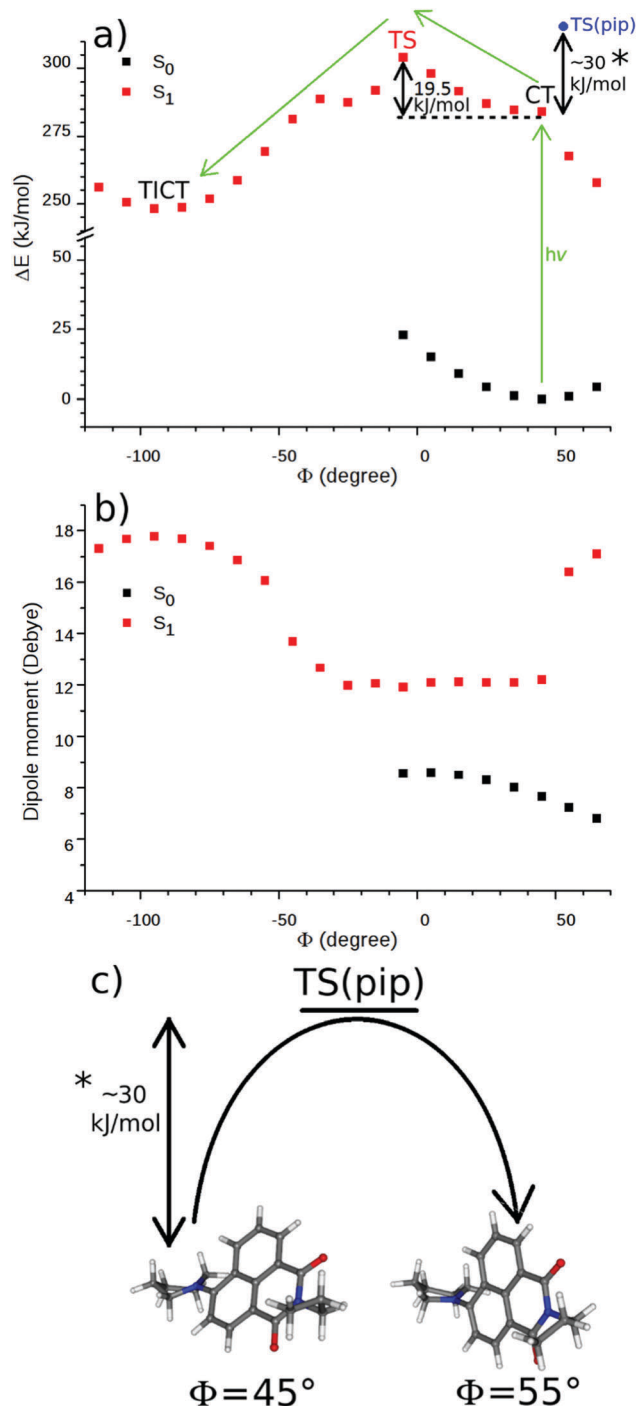 a)
S0
S1
TS
TS(pip)
~30 *
kJ/mol
19.5
kJ/mol
CT
TICT
hν
ΔE (kJ/mol)
300
275
250
50
25
0
-100
-50
0
50
Φ (degree)
b)
S0
S1
Dipole moment (Debye)
18
16
14
12
10
8
6
4
-100
-50
0
50
Φ (degree)
c)
TS(pip)
* ~30
kJ/mol
Φ=45°
Φ=55°